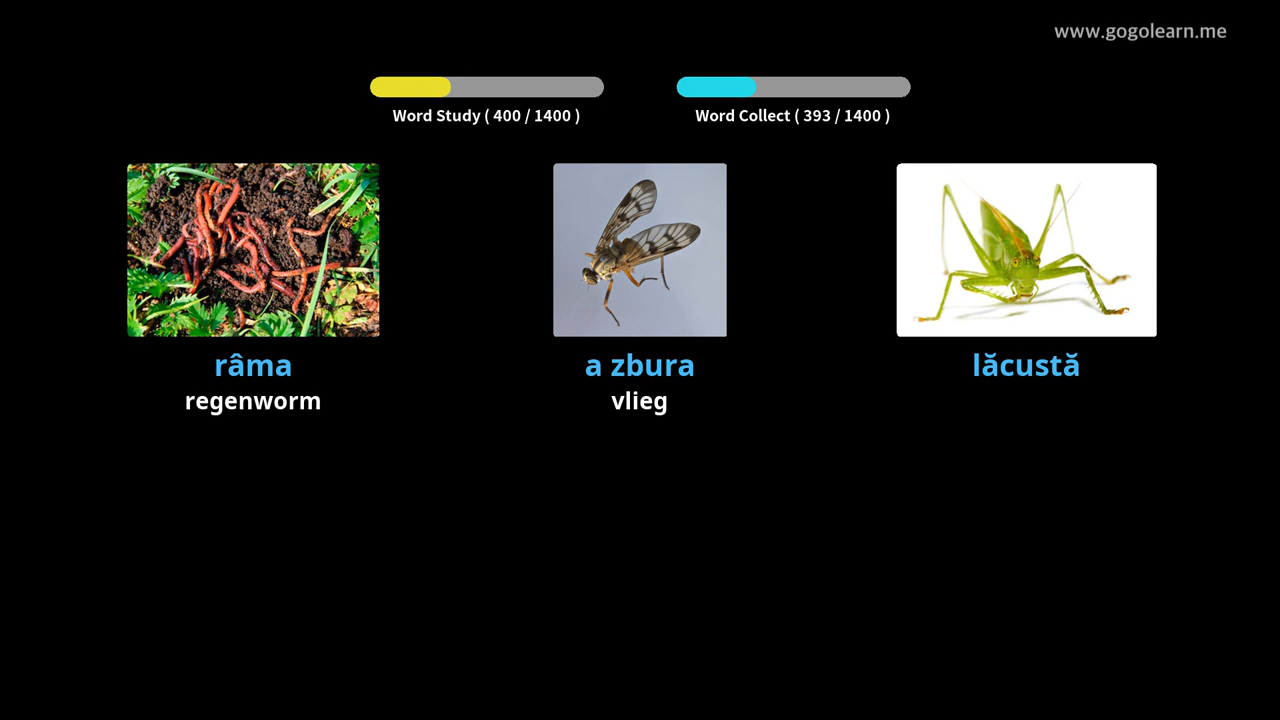 www.gogolearn.me
Word Study ( 400 / 1400 )
Word Collect ( 393 / 1400 )
râma
a zbura
lăcustă
regenworm
vlieg